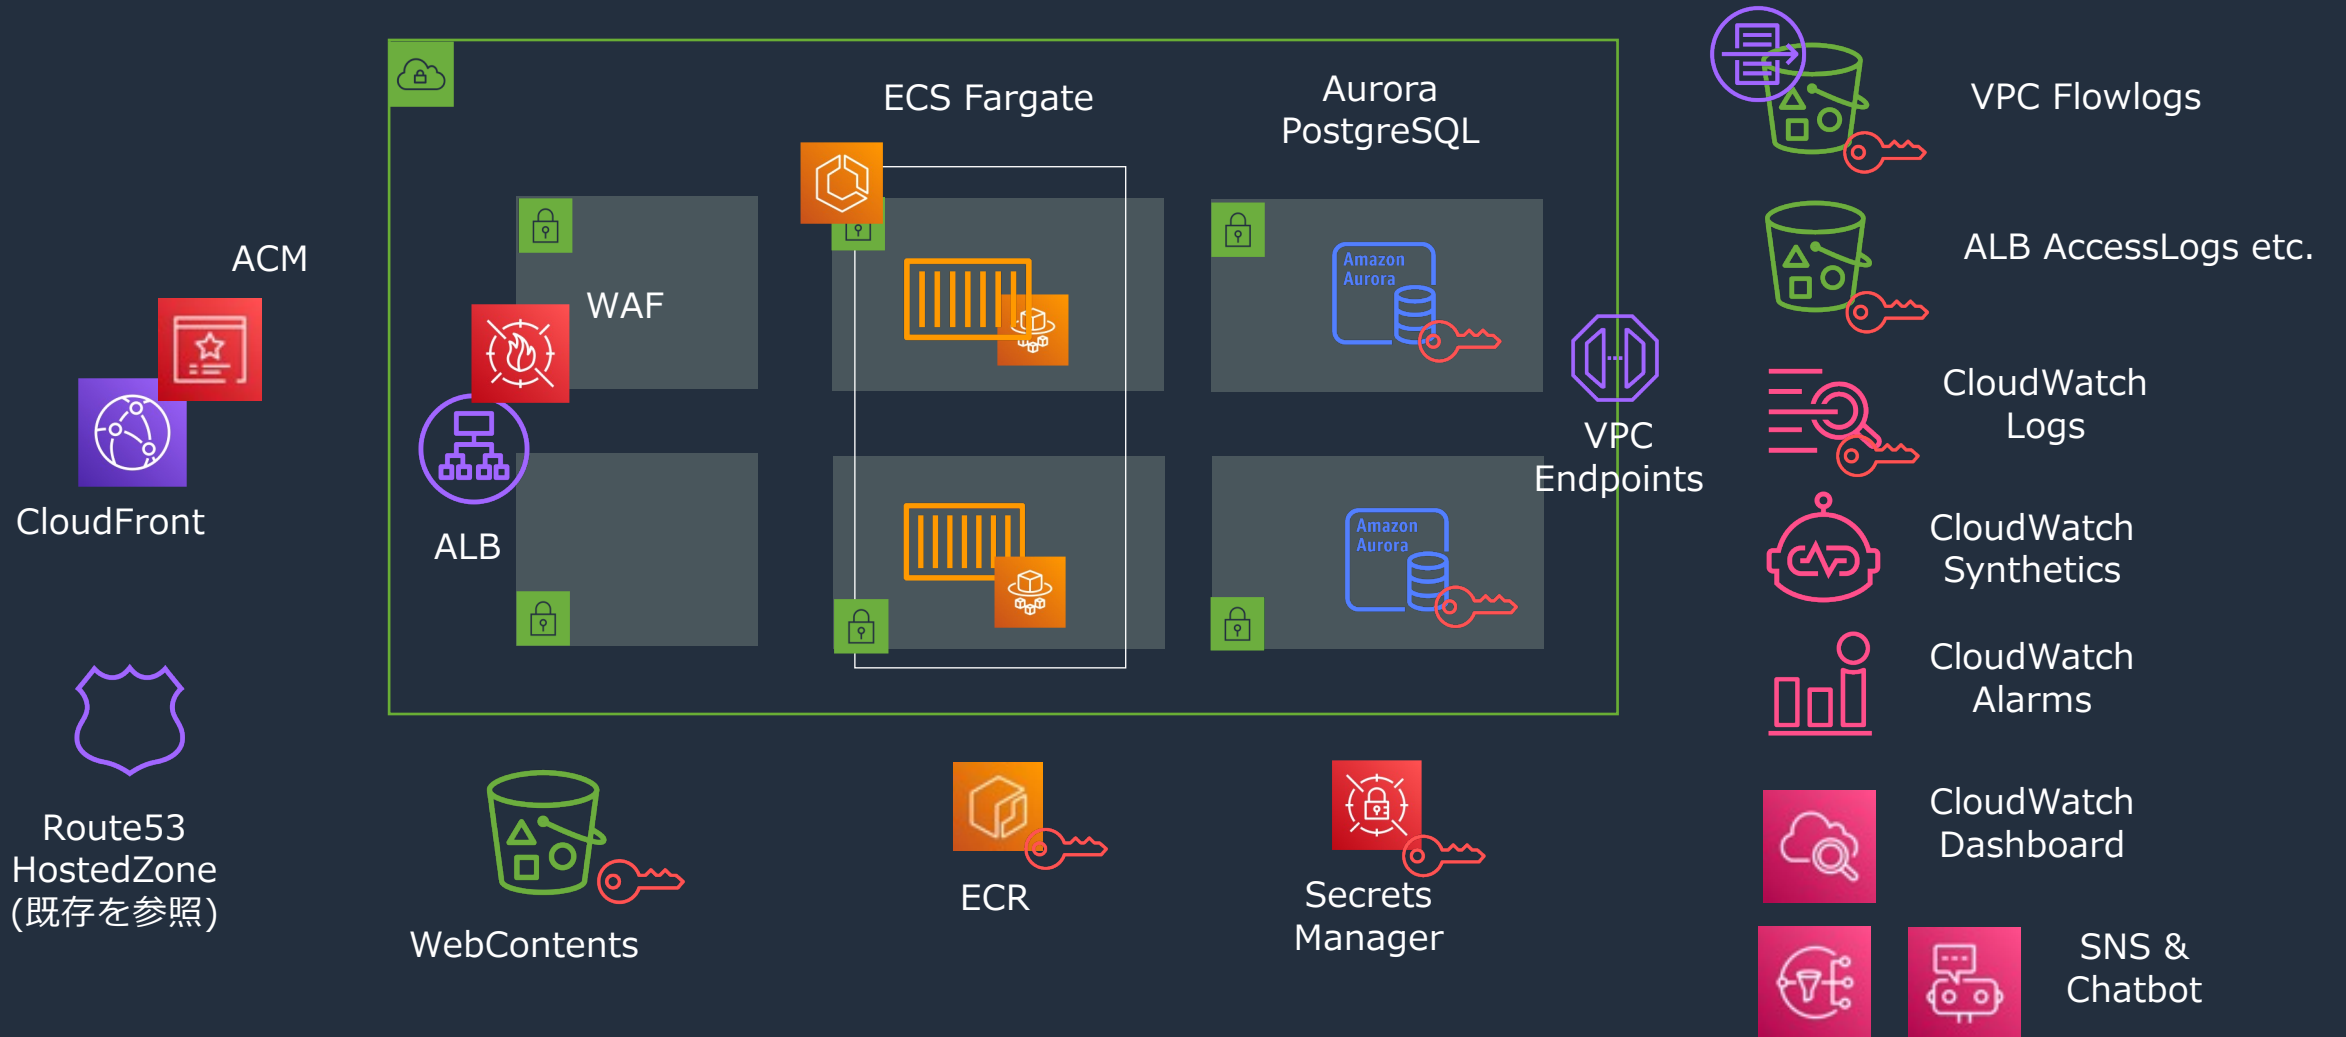 ECS Fargate
Aurora
PostgreSQL
VPC Flowlogs
ACM
WAF
Amazon
Aurora
ALB AccessLogs etc.
CloudFront
ALB
Amazon
Aurora
VPC
Endpoints
CloudWatch
Logs
CloudWatch
Synthetics
CloudWatch
Alarms
Route53
HostedZone
(既存を参照)
WebContents
ECR
Secrets
Manager
CloudWatch
Dashboard
SNS &
Chatbot